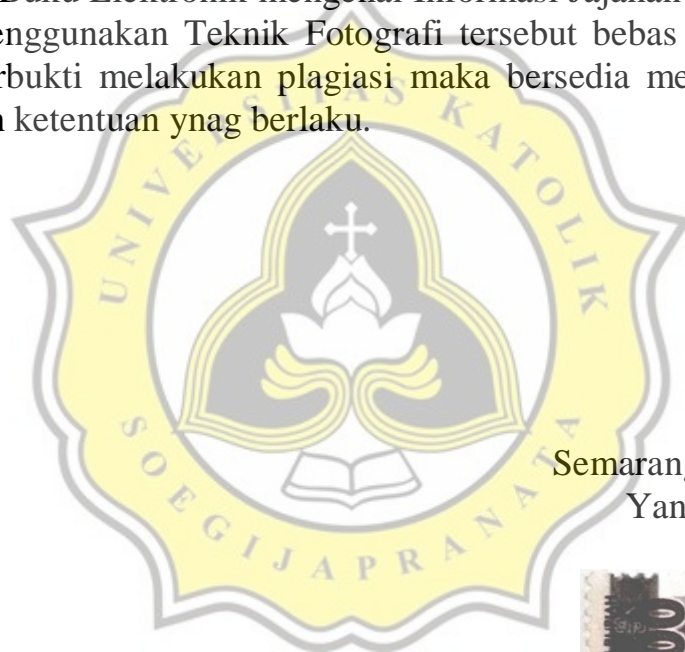 Buku Elektronik mengenai Informasi Jajanan
enggunakan Teknik Fotografi tersebut bebas
rbukti melakukan plagiasi maka bersedia me
ketentuan ynag berlaku.
UNIVERSITAS KATOLIK
SOEGIJAPRANATA
Semarang
Yan